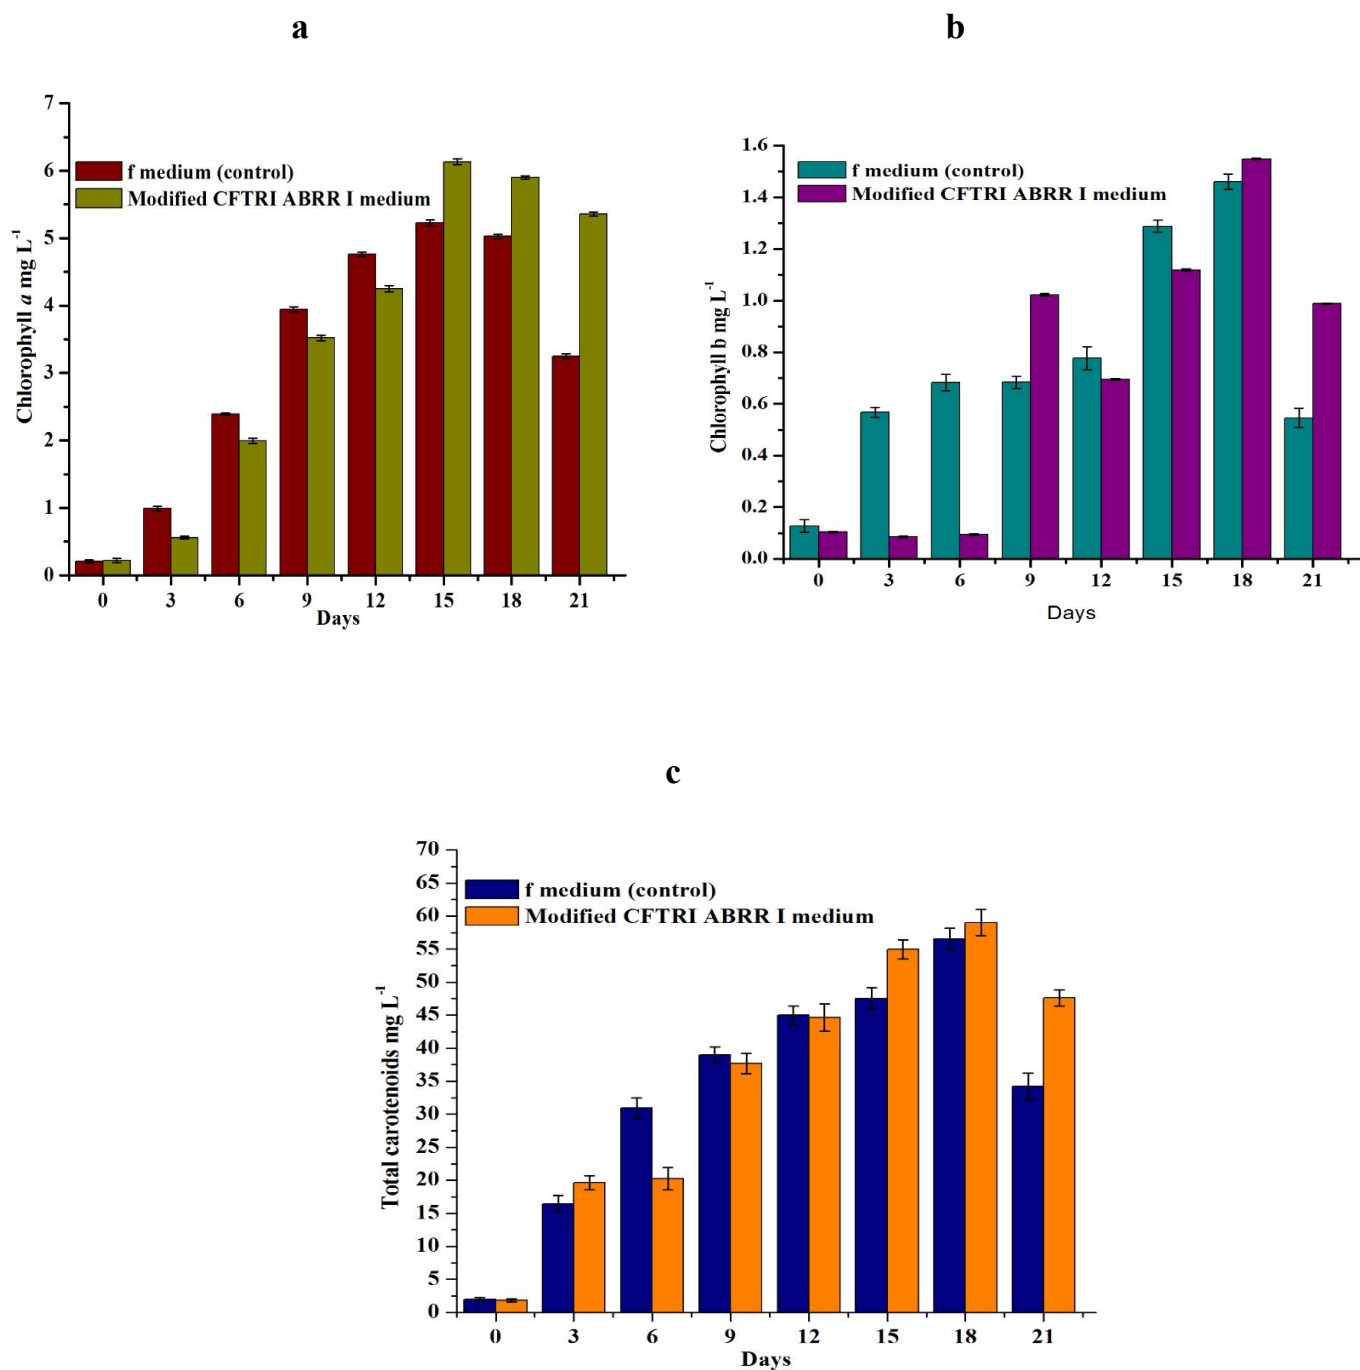 a
Chlorophyll a mg L-1
7
6
5
4
3
2
1
0
f medium (control)
Modified CFTRI ABRR I medium
0 3 6 9 12 15 18 21
Days
b
Chlorophyll b mg L-1
1.6
1.4
1.2
1.0
0.8
0.6
0.4
0.2
0.0
f medium (control)
Modified CFTRI ABRR I medium
0 3 6 9 12 15 18 21
Days
c
Total carotenoids mg L-1
70
65
60
55
50
45
40
35
30
25
20
15
10
5
0
f medium (control)
Modified CFTRI ABRR I medium
0 3 6 9 12 15 18 21
Days